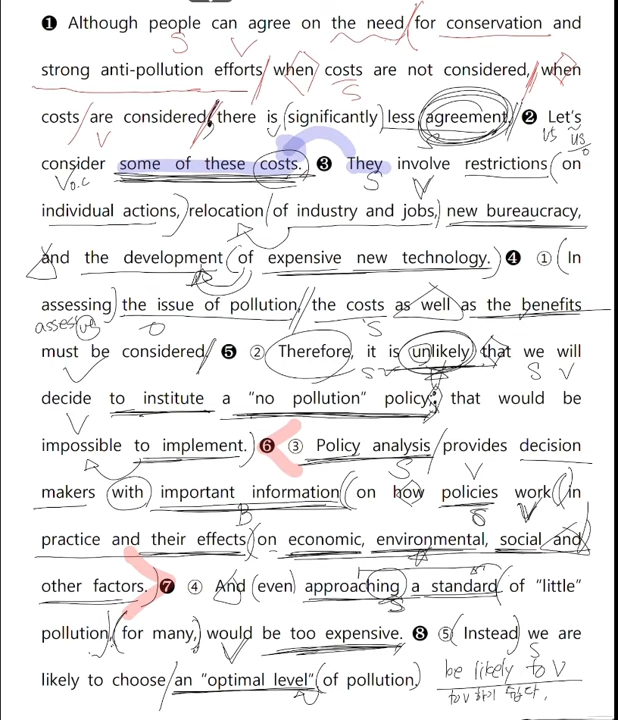 ❶ Although people can agree on the need for conservation and
S V
strong anti-pollution efforts when costs are not considered, when
S
costs are considered, there is significantly less agreement. ❷ Let's
V us us
consider some of these costs. ❸ They involve restrictions on
V o.c S V
individual actions, relocation of industry and jobs, new bureaucracy,
and the development of expensive new technology. ❹ ① In
assessing the issue of pollution, the costs as well as the benefits
O S
must be considered. ❺ ② Therefore, it is unlikely that we will
V S V S V
decide to institute a "no pollution" policy; that would be
V
impossible to implement. ❻ ③ Policy analysis provides decision
S V
makers with important information on how policies work in
B S V
practice and their effects on economic, environmental, social and
other factors. ❼ ④ And even approaching a standard of "little"
S
pollution, for many, would be too expensive. ❽ ⑤ Instead we are
V S
likely to choose an "optimal level" of pollution.
be likely to V
to V 하기 쉽다.